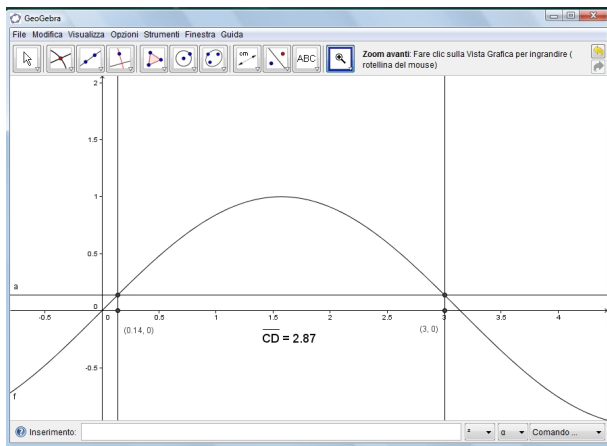 GeoGebra
File Modifica Visualizza Opzioni Strumenti Finestra Guida
cm
ABC
Zoom avanti: Fare clic sulla Vista Grafica per ingrandire (
rotellina del mouse)
2
1.5
1
0.5
a
0
-0.5
0
0.5
1
1.5
2
2.5
3
3.5
4
(0.14, 0)
CD = 2.87
(3, 0)
-0.5
f
Inserimento:
²
α
Comando ...